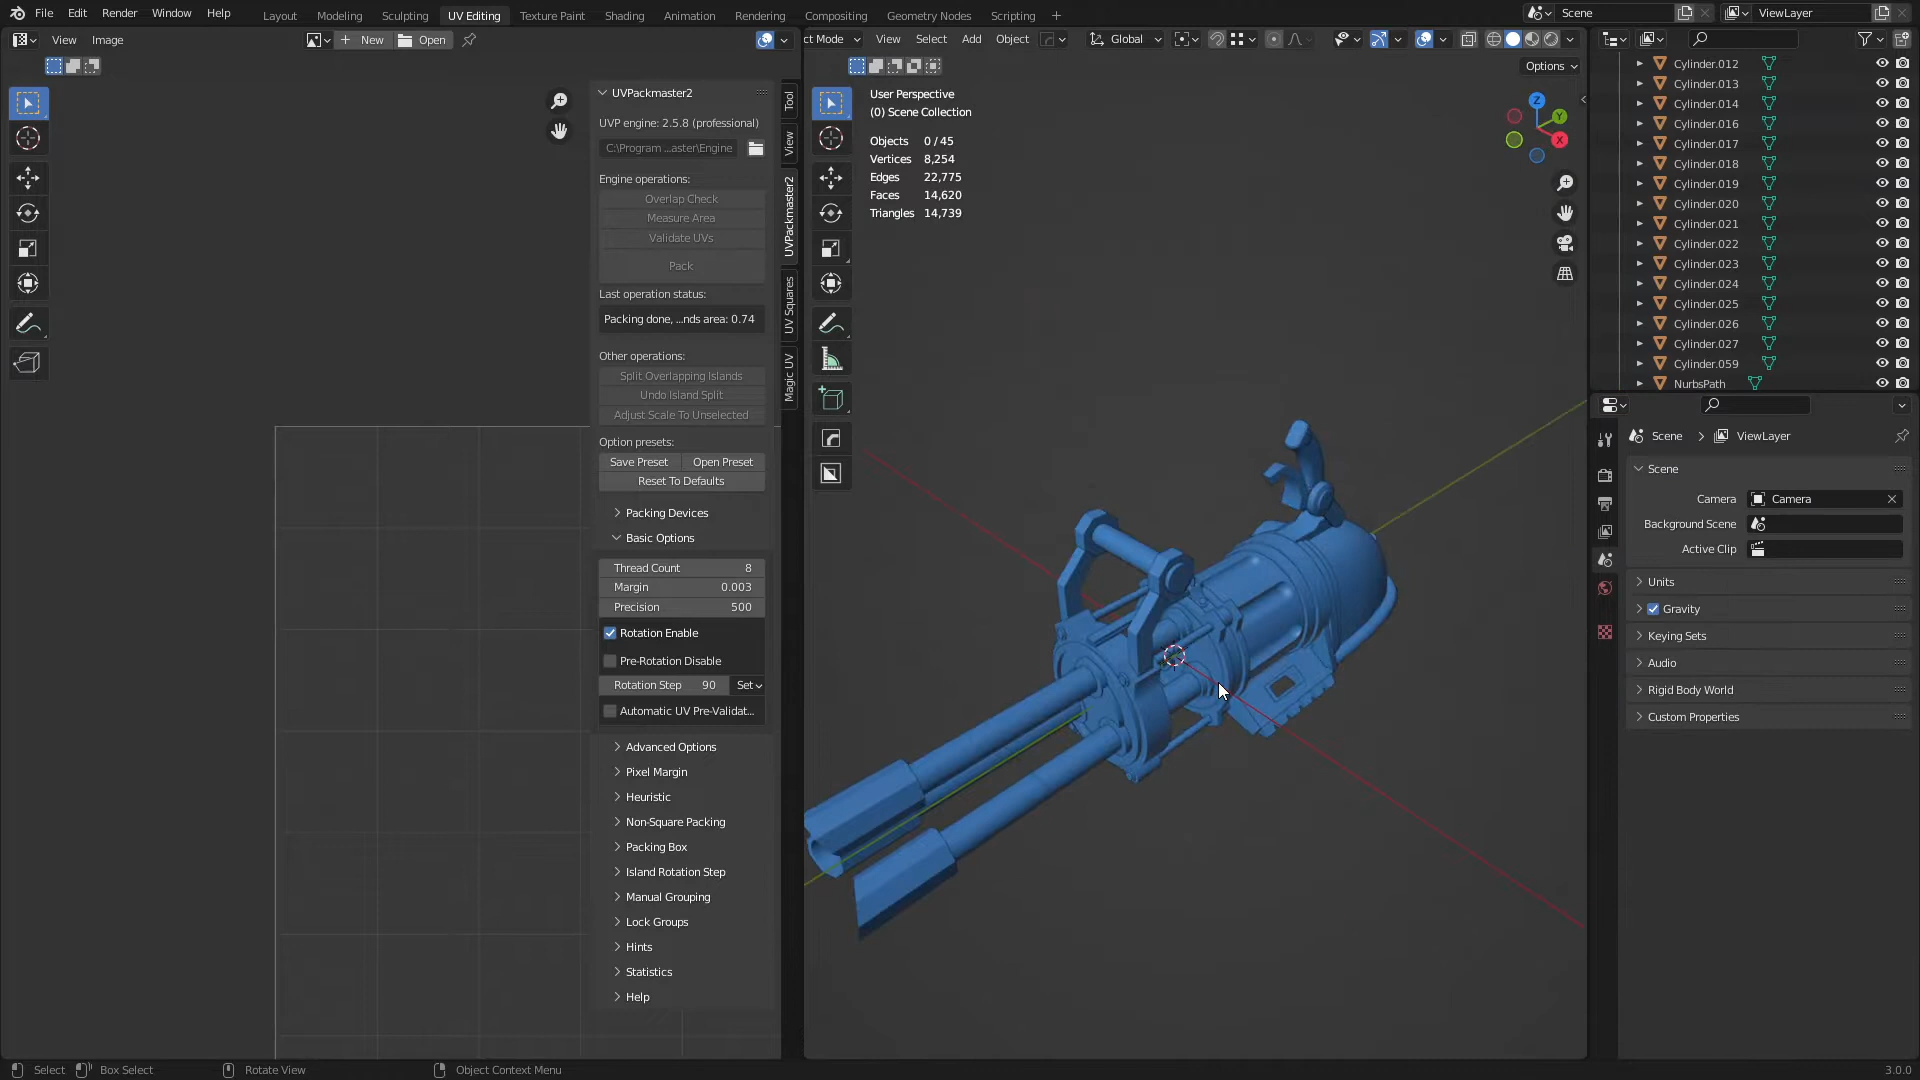 File Edit Render Window Help
Layout Modeling Sculpting UV Editing Texture Paint Shading Animation Rendering Compositing Geometry Nodes Scripting +
Scene ViewLayer
View Image New Open
ct Mode View Select Add Object Global
Options
UVPackmaster2
UVP engine: 2.5.8 (professional)
C:\Program ...aster\Engine
Engine operations:
Overlap Check
Measure Area
Validate UVs
Pack
Last operation status:
Packing done, ...nds area: 0.74
Other operations:
Split Overlapping Islands
Undo Island Split
Adjust Scale To Unselected
Option presets:
Save Preset Open Preset
Reset To Defaults
Packing Devices
Basic Options
Thread Count 8
Margin 0.003
Precision 500
Rotation Enable
Pre-Rotation Disable
Rotation Step 90 Set
Automatic UV Pre-Validat...
Advanced Options
Pixel Margin
Heuristic
Non-Square Packing
Packing Box
Island Rotation Step
Manual Grouping
Lock Groups
Hints
Statistics
Help
Tool
View
UVPackmaster2
UV Squares
Magic UV
User Perspective
(0) Scene Collection
Objects 0 / 45
Vertices 8,254
Edges 22,775
Faces 14,620
Triangles 14,739
Z
Y
X
Cylinder.012
Cylinder.013
Cylinder.014
Cylinder.016
Cylinder.017
Cylinder.018
Cylinder.019
Cylinder.020
Cylinder.021
Cylinder.022
Cylinder.023
Cylinder.024
Cylinder.025
Cylinder.026
Cylinder.027
Cylinder.059
NurbsPath
Scene ViewLayer
Scene
Camera Camera
Background Scene
Active Clip
Units
Gravity
Keying Sets
Audio
Rigid Body World
Custom Properties
Select Box Select Rotate View Object Context Menu
3.0.0